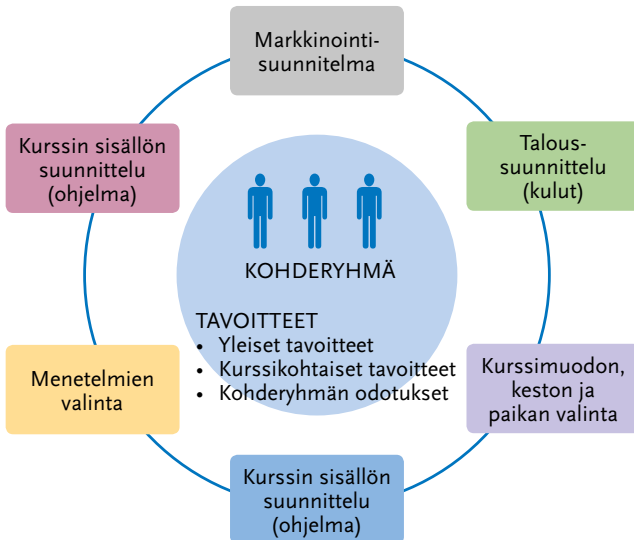 Markkinointi-
suunnitelma
Kurssin sisällön
suunnittelu
(ohjelma)
Talous-
suunnittelu
(kulut)
KOHDERYHMÄ
TAVOITTEET
• Yleiset tavoitteet
• Kurssikohtaiset tavoitteet
• Kohderyhmän odotukset
Menetelmien
valinta
Kurssimuodon,
keston ja
paikan valinta
Kurssin sisällön
suunnittelu
(ohjelma)